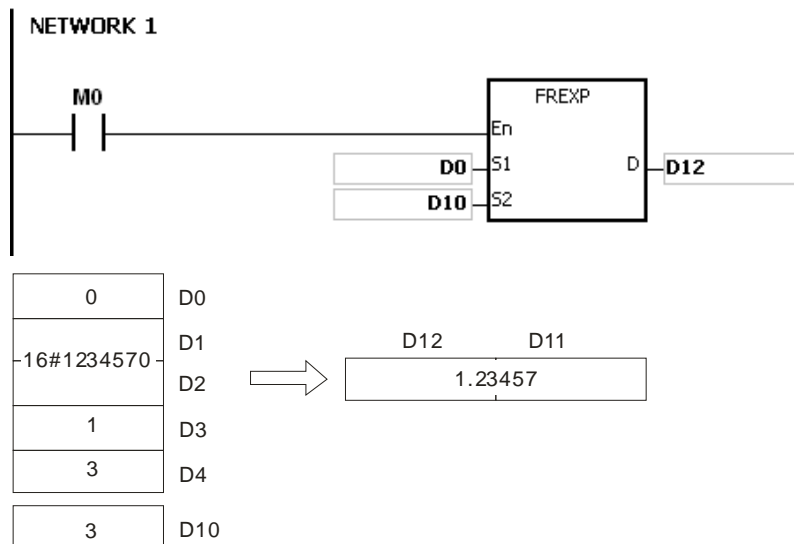 NETWORK 1
M0
FREXP
En
D0 S1 D D12
D10 S2
0 D0
16#1234570 D1
D2
1 D3
3 D4
3 D10
D12 D11
1.23457